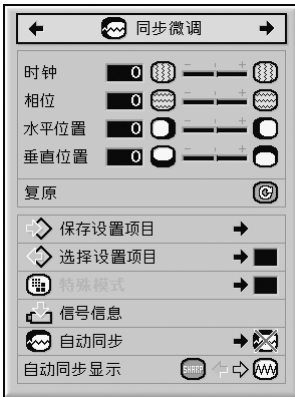 同步微调
时钟 0
相位 0
水平位置 0
垂直位置 0
复原
保存设置项目
选择设置项目
特殊模式
信号信息
自动同步
自动同步显示 SHARP